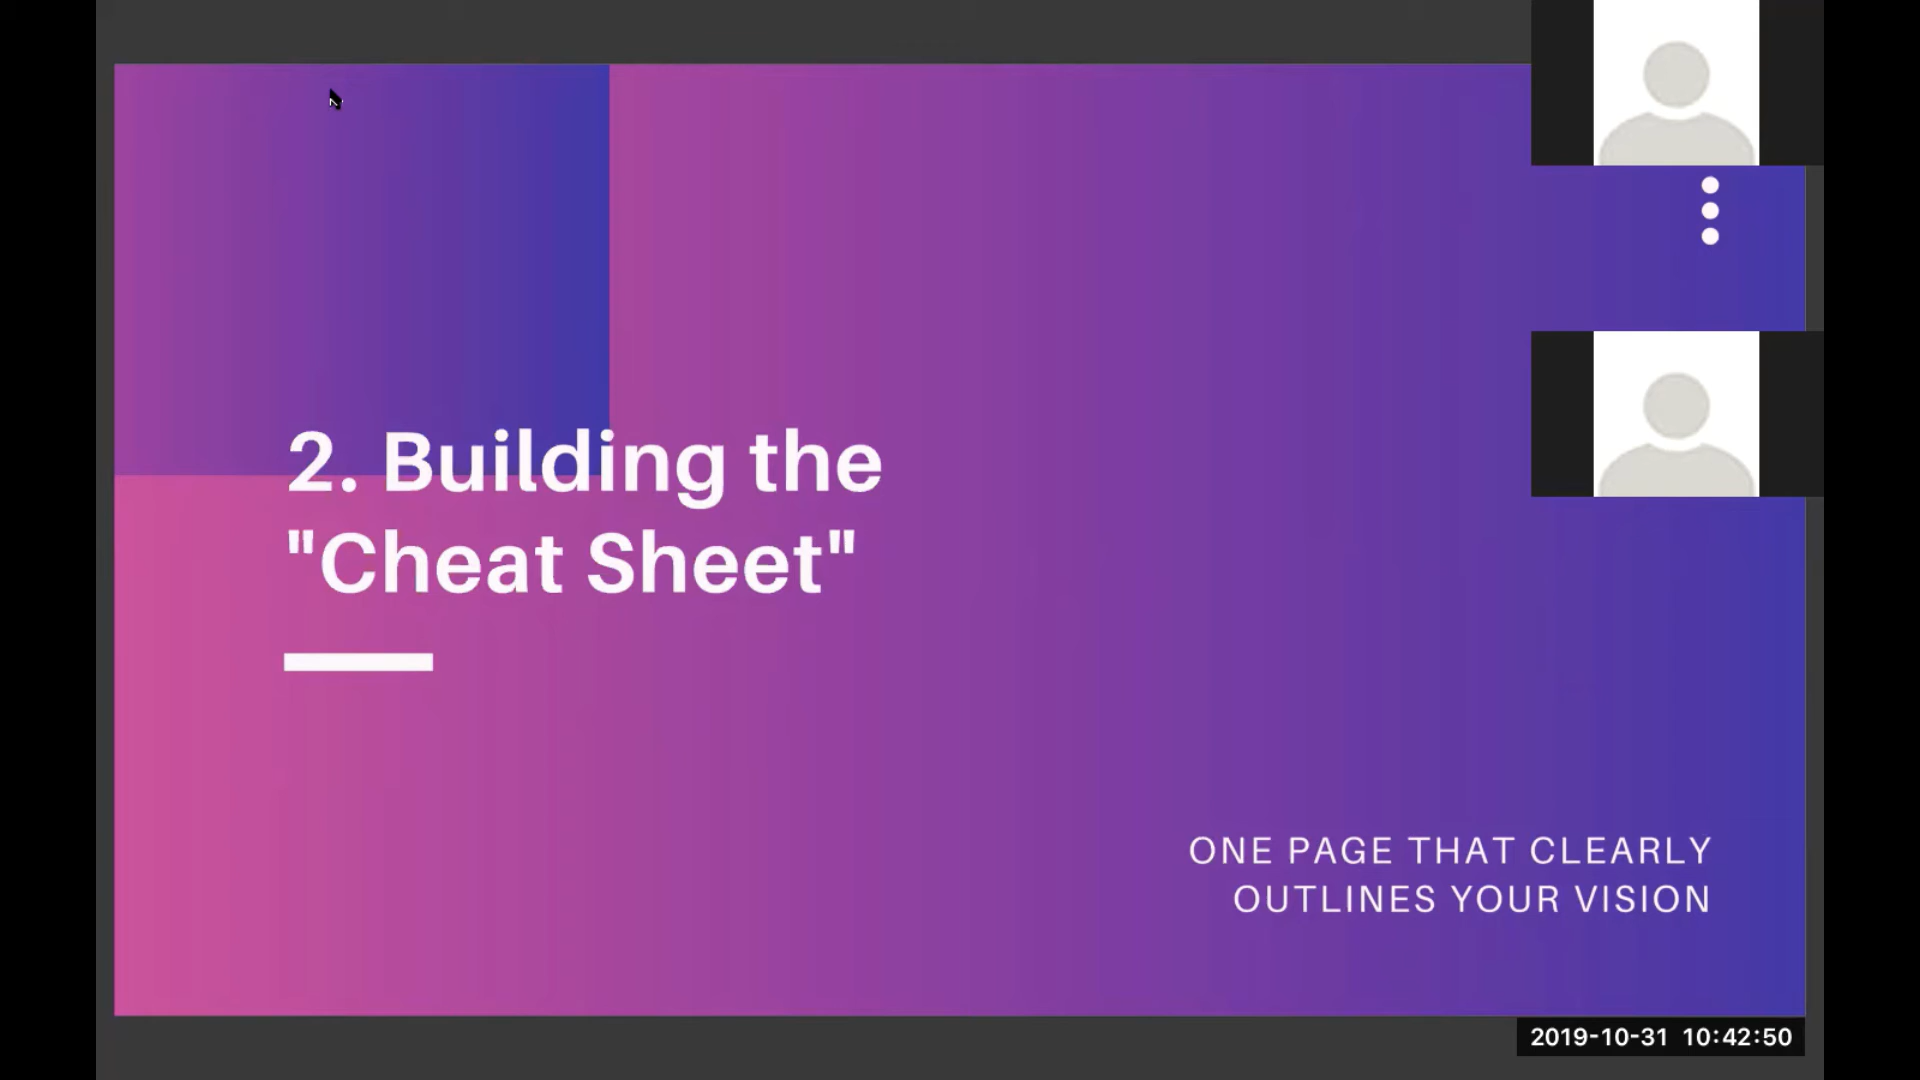 2. Building the
"Cheat Sheet"
ONE PAGE THAT CLEARLY
OUTLINES YOUR VISION
2019-10-31 10:42:50